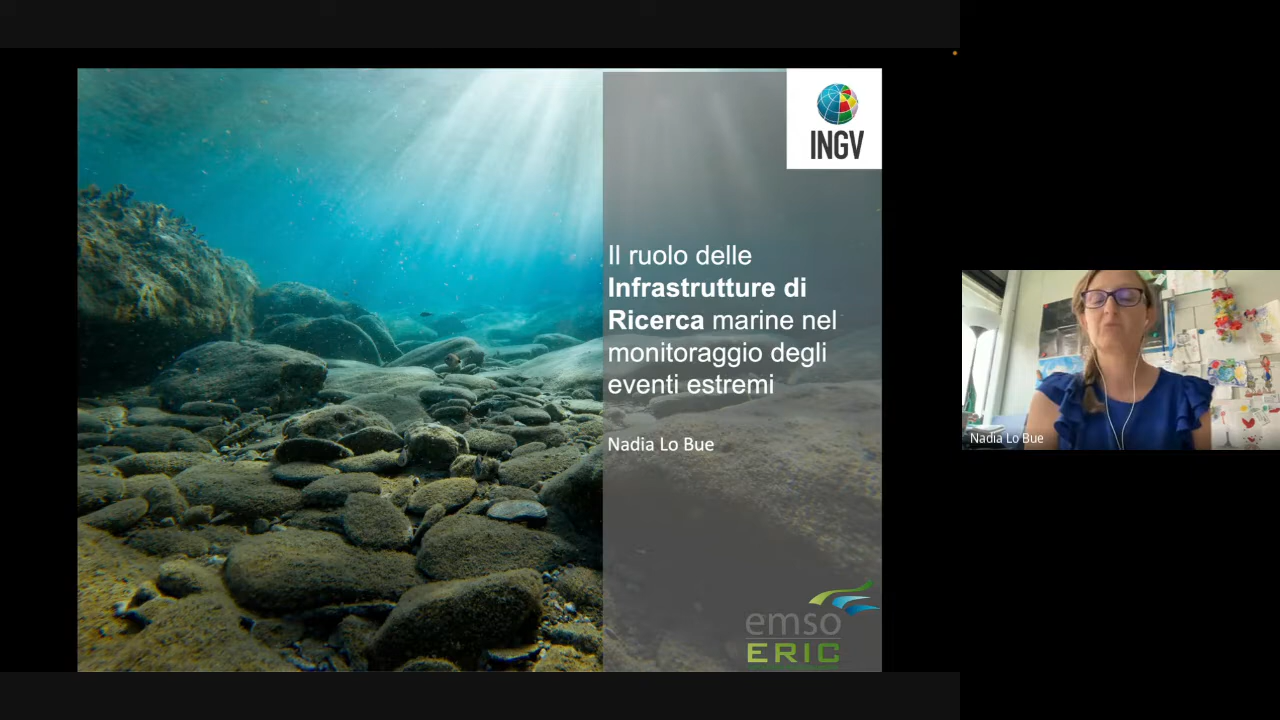 INGV
Il ruolo delle
Infrastrutture di
Ricerca marine nel
monitoraggio degli
eventi estremi
Nadia Lo Bue
emso
ERIC
Nadia Lo Bue